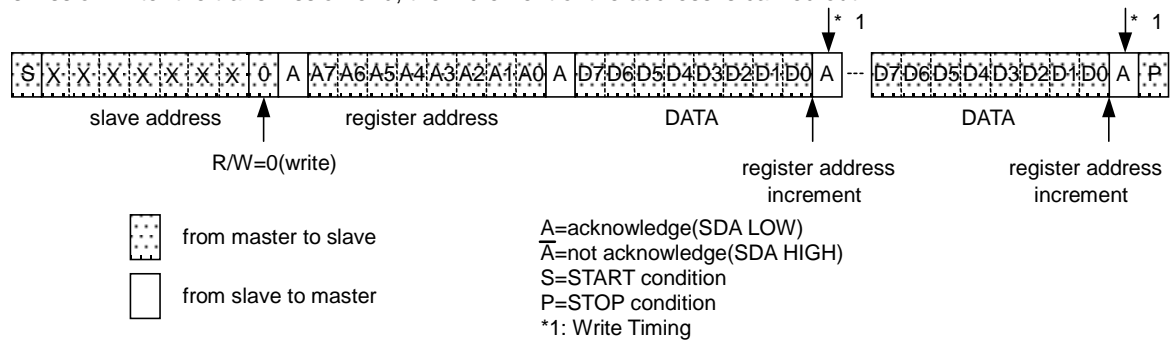 * 1 * 1
S X X X X X X X 0 A A7 A6 A5 A4 A3 A2 A1 A0 A D7 D6 D5 D4 D3 D2 D1 D0 A --- D7 D6 D5 D4 D3 D2 D1 D0 A P
slave address register address DATA DATA
R/W=0(write)
register address increment
register address increment
from master to slave
from slave to master
A=acknowledge(SDA LOW)
A̅=not acknowledge(SDA HIGH)
S=START condition
P=STOP condition
*1: Write Timing